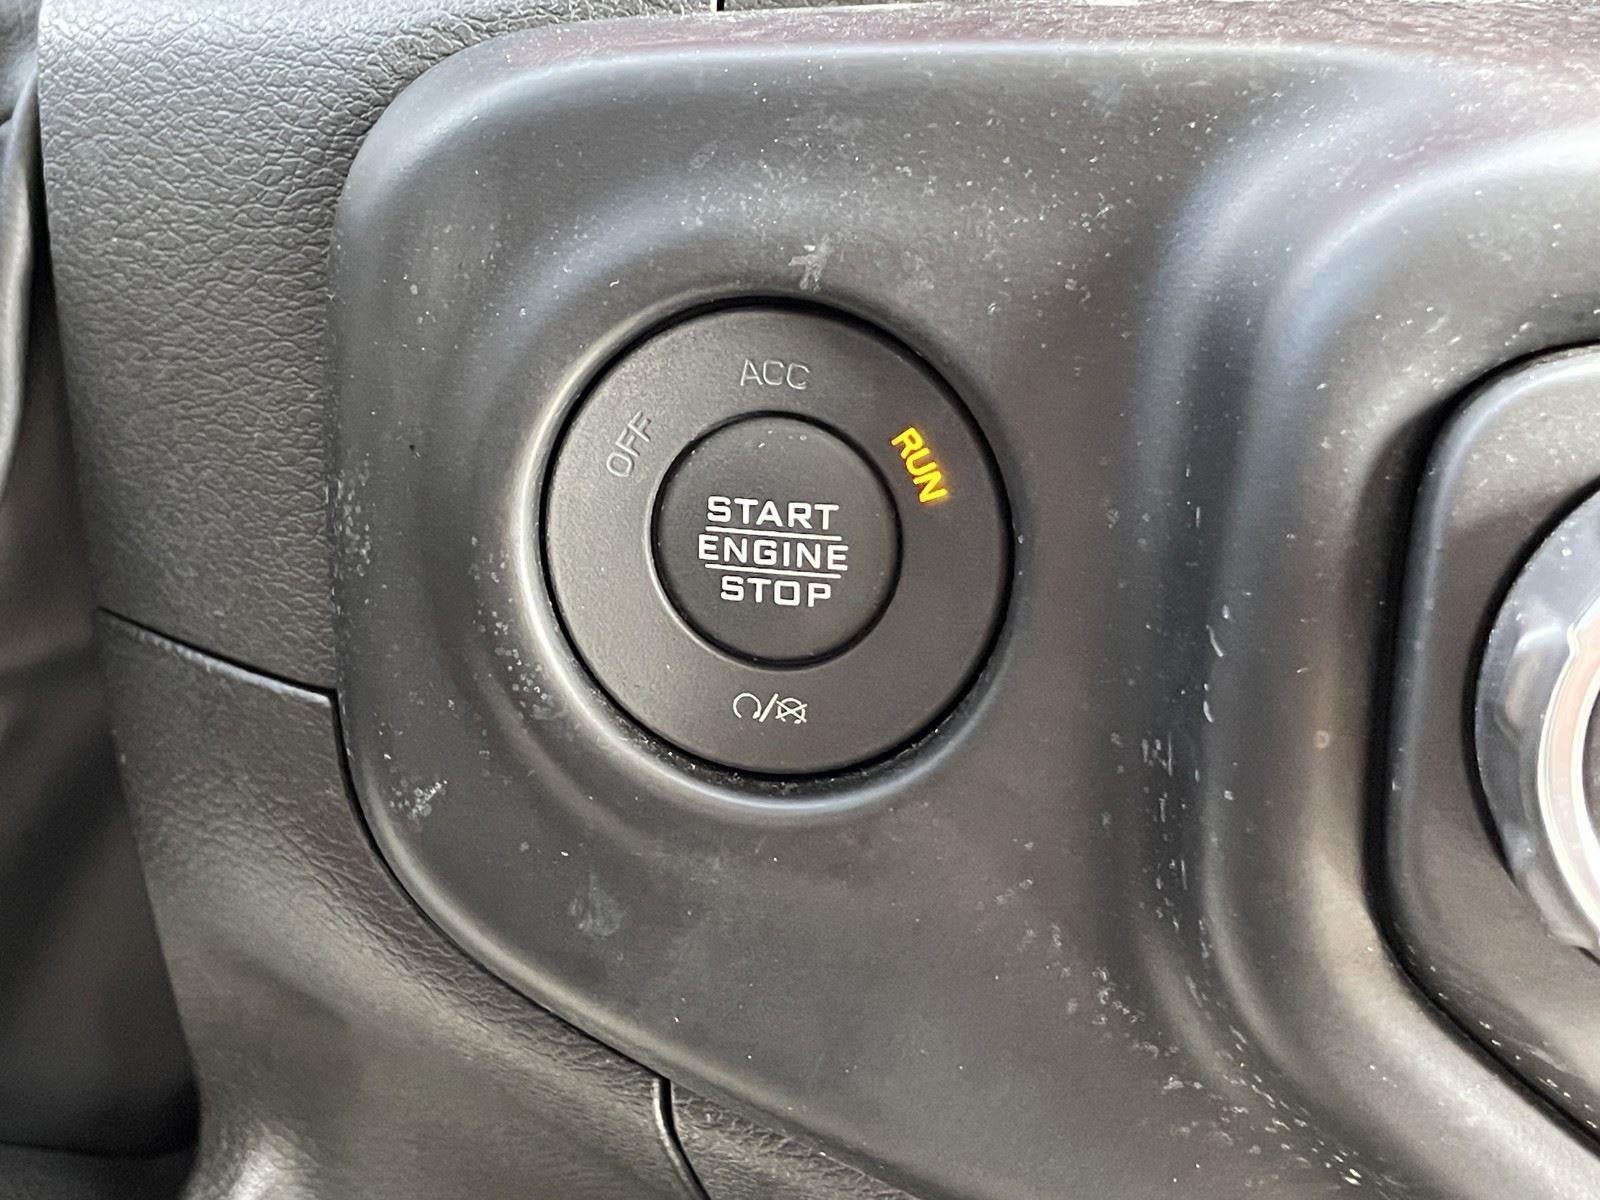 OFF
ACC
RUN
START
ENGINE
STOP